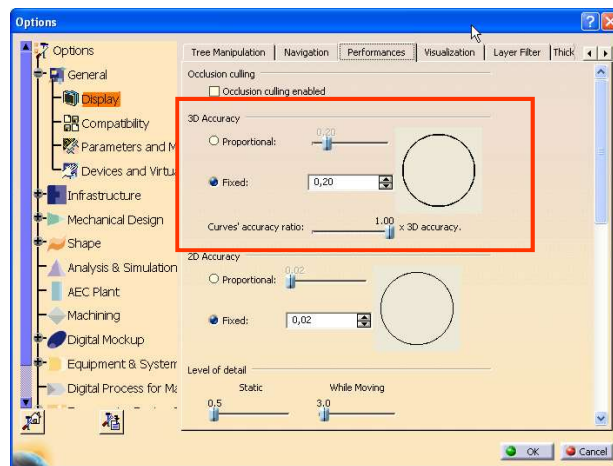 Options
Options
General
Display
Compatibility
Parameters and M
Devices and Virtu
Infrastructure
Mechanical Design
Shape
Analysis & Simulation
AEC Plant
Machining
Digital Mockup
Equipment & System
Digital Process for Ma
Tree Manipulation
Navigation
Performances
Visualization
Layer Filter
Thick
Occlusion culling
Occlusion culling enabled
3D Accuracy
Proportional:
0.20
Fixed:
0,20
Curves' accuracy ratio:
1.00
x 3D accuracy.
2D Accuracy
Proportional:
0.02
Fixed:
0,02
Level of detail
Static
While Moving
0.5
3.0
OK
Cancel